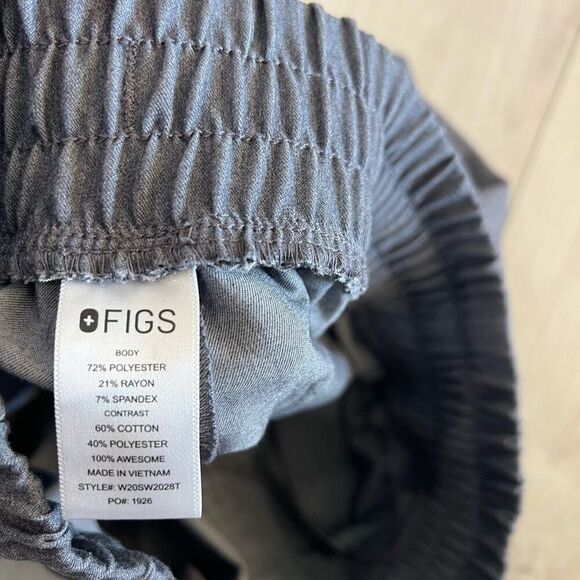 FIGS
BODY
72% POLYESTER
21% RAYON
7% SPANDEX
CONTRAST
60% COTTON
40% POLYESTER
100% AWESOME
MADE IN VIETNAM
STYLE#: W20SW2028T
PO#: 1926